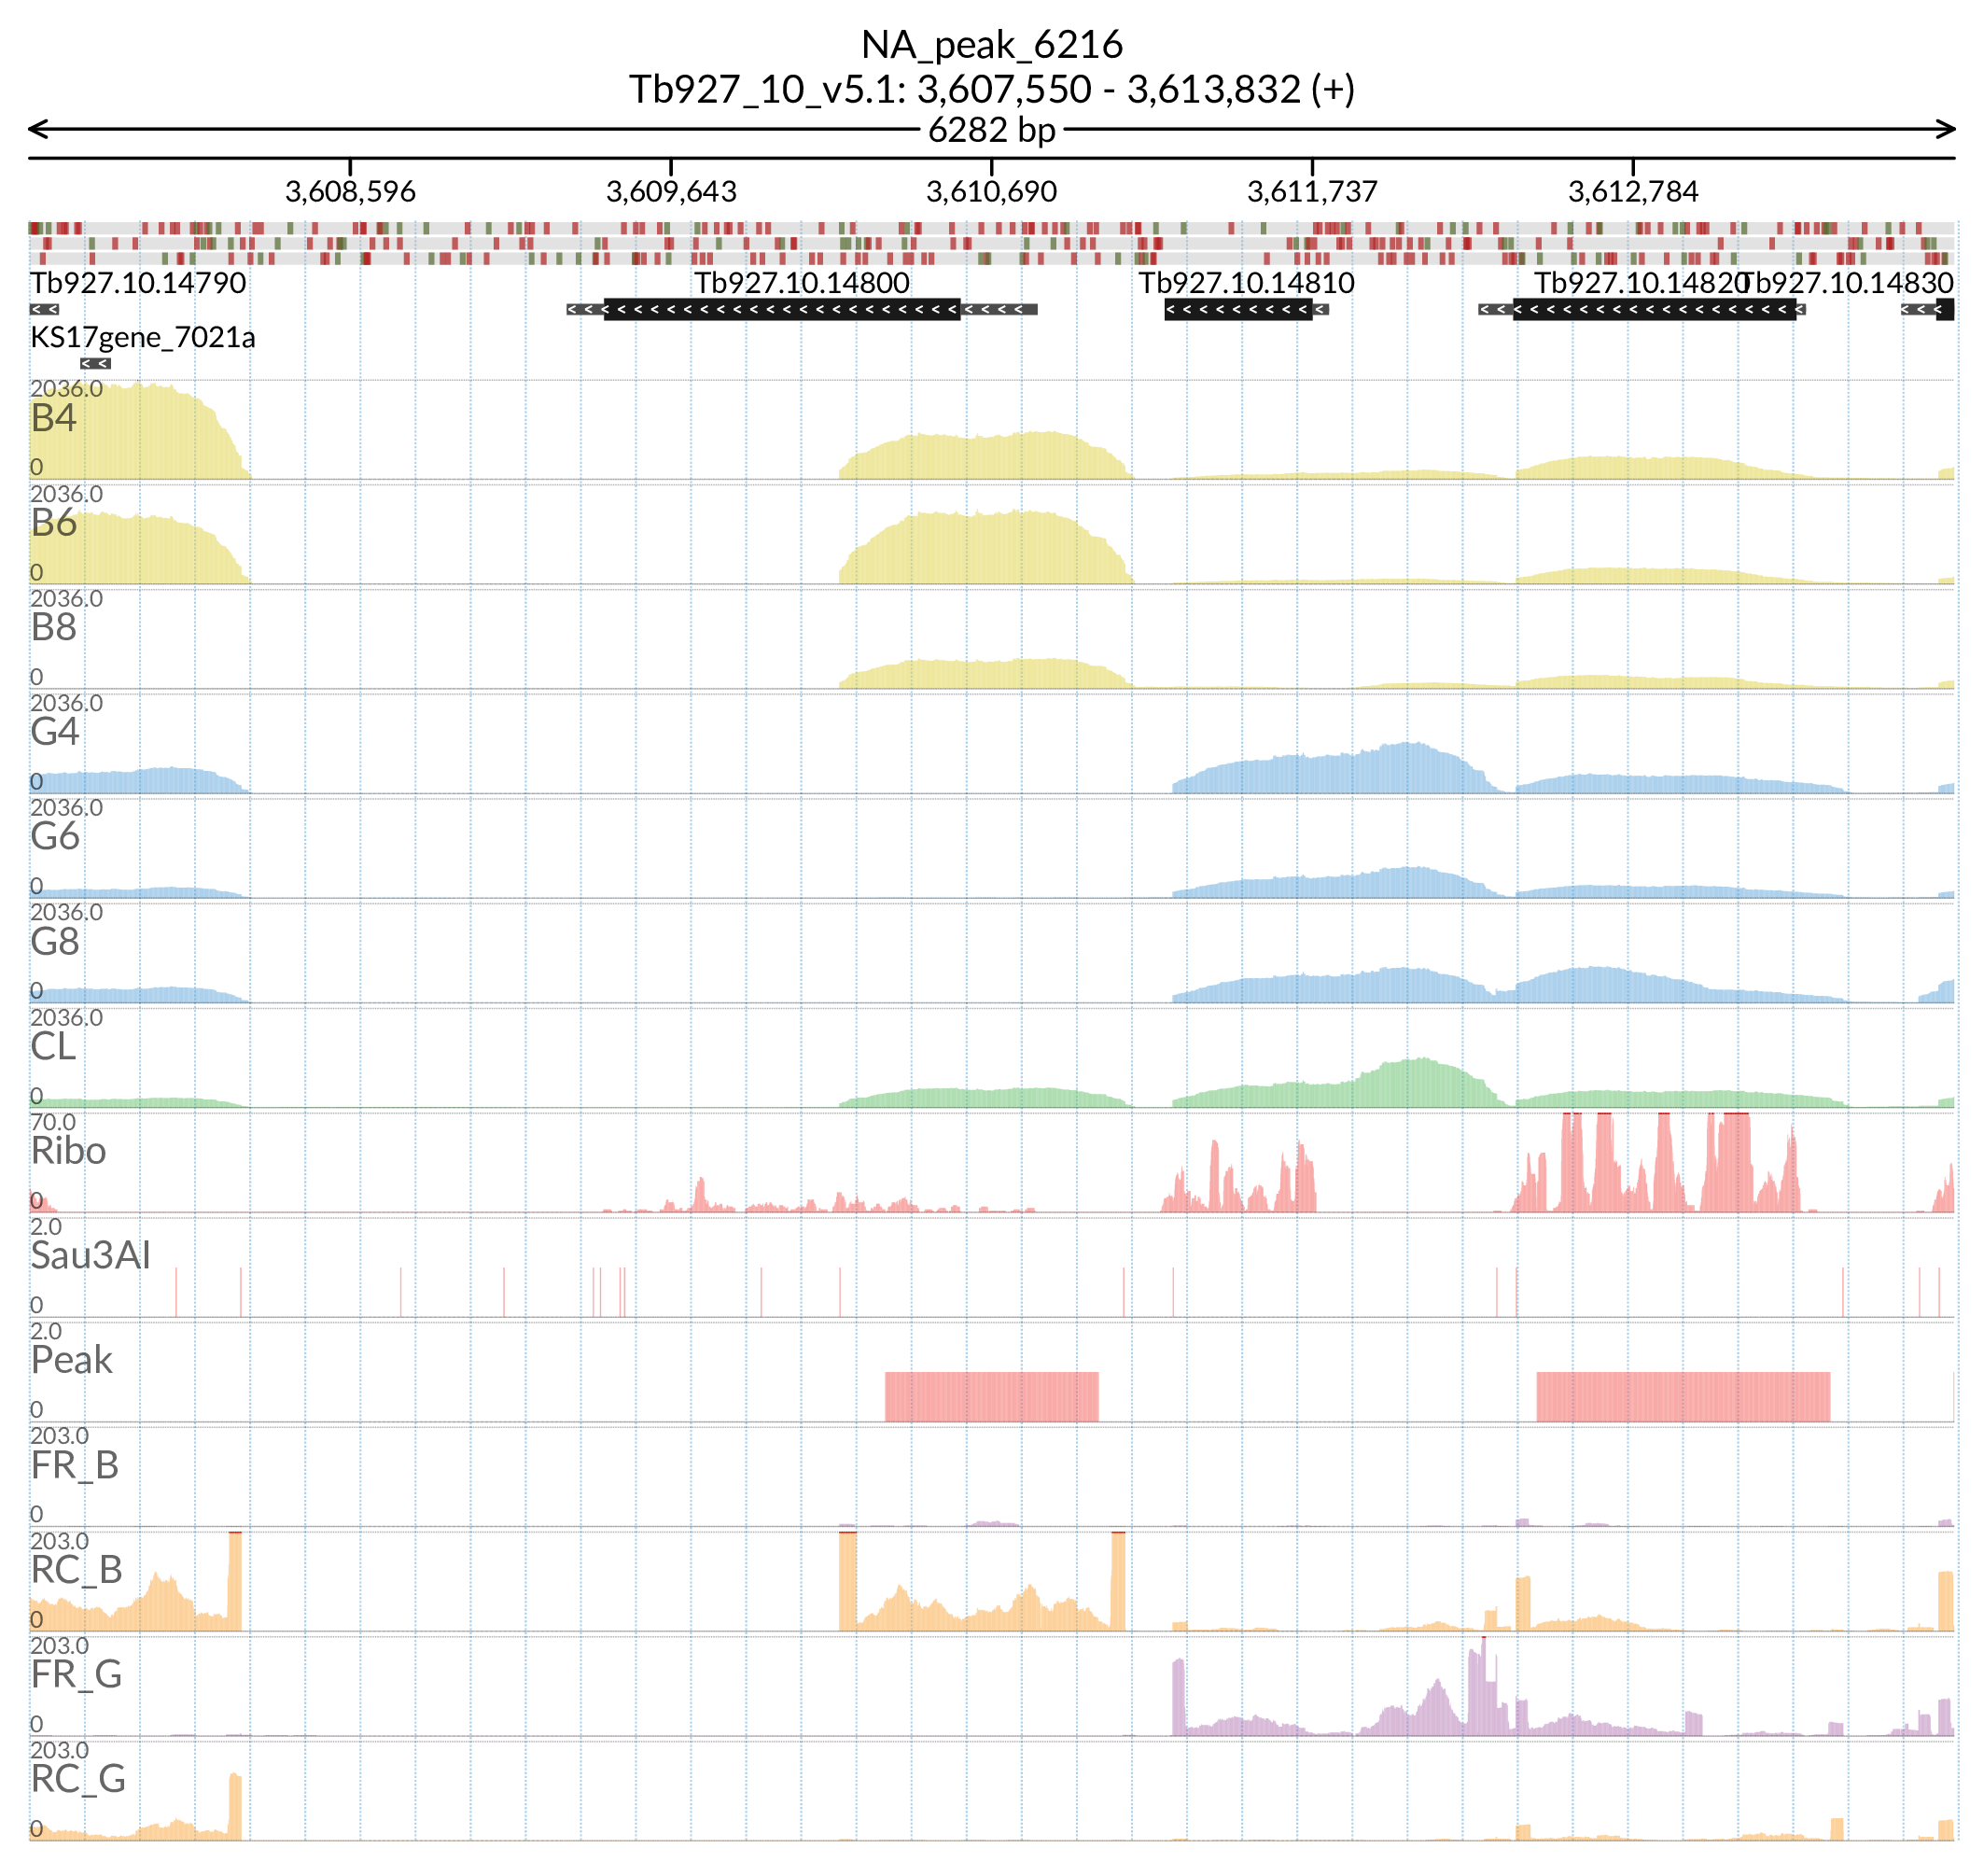 NA_peak_6216
Tb927_10_v5.1: 3,607,550 - 3,613,832 (+)
6282 bp
3,608,596 3,609,643 3,610,690 3,611,737 3,612,784
Tb927.10.14790 Tb927.10.14800 Tb927.10.14810 Tb927.10.14820 Tb927.10.14830
KS17gene_7021a
2036.0
B4
0
2036.0
B6
0
2036.0
B8
0
2036.0
G4
0
2036.0
G6
0
2036.0
G8
0
2036.0
CL
0
70.0
Ribo
0
2.0
Sau3AI
0
2.0
Peak
0
203.0
FR_B
0
203.0
RC_B
0
203.0
FR_G
0
203.0
RC_G
0